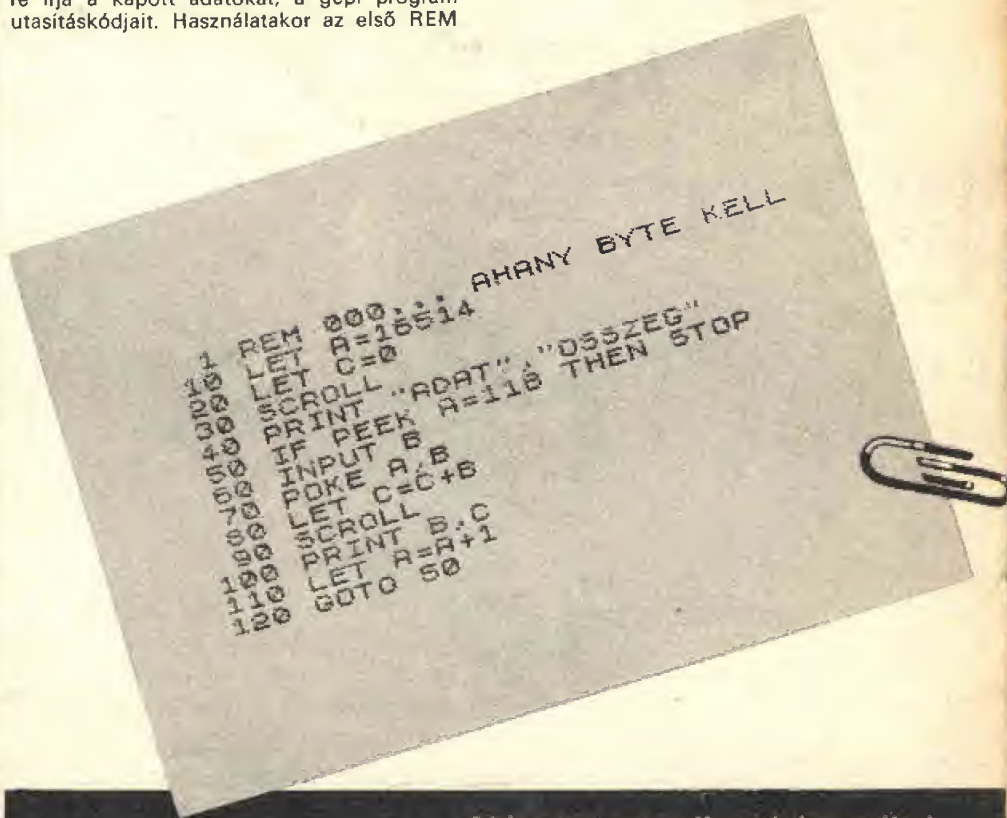 re írja a kapott adatokat, a gépi program
utasításkódjait. Használatakor az első REM
1 REM 000... AHANY BYTE KELL
10 LET A=16514
20 LET C=0
30 SCROLL
40 PRINT "ADAT","OSSZEG"
50 IF PEEK A=118 THEN STOP
60 INPUT B
70 POKE A,B
80 LET C=C+B
90 SCROLL
100 PRINT B,C
110 LET A=A+1
120 GOTO 50